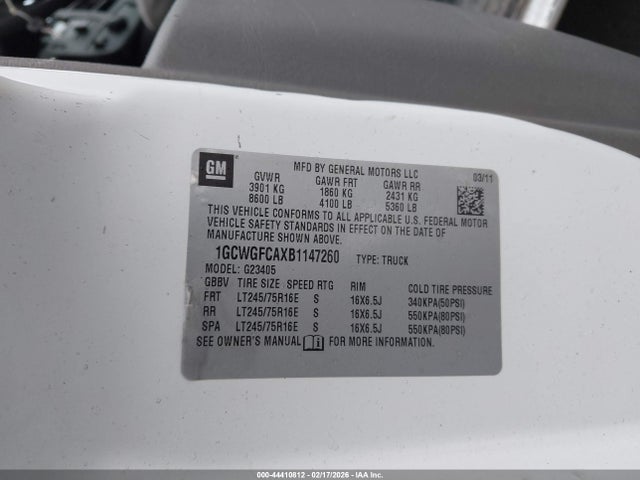 GM
MFD BY GENERAL MOTORS LLC
03/11
GVWR GAWR FRT GAWR RR
3901 KG 1860 KG 2431 KG
8600 LB 4100 LB 5360 LB
THIS VEHICLE CONFORMS TO ALL APPLICABLE U.S. FEDERAL MOTOR
VEHICLE SAFETY STANDARDS IN EFFECT ON THE DATE OF
MANUFACTURE SHOWN ABOVE.
1GCWGFCAXB1147260 TYPE: TRUCK
MODEL: G23405
GBBV TIRE SIZE SPEED RTG RIM COLD TIRE PRESSURE
FRT LT245/75R16E S 16X6.5J 340KPA(50PSI)
RR LT245/75R16E S 16X6.5J 550KPA(80PSI)
SPA LT245/75R16E S 16X6.5J 550KPA(80PSI)
SEE OWNER'S MANUAL FOR MORE INFORMATION.
000-44410812 - 02/17/2026 - COPYRIGHT IAA, LLC.